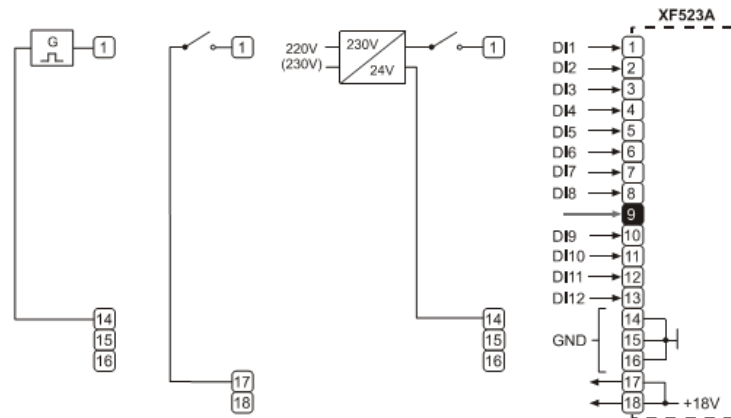 XF523A
G
1
14
15
16
1
17
18
220V
(230V)
230V
24V
1
14
15
16
DI1
1
DI2
2
DI3
3
DI4
4
DI5
5
DI6
6
DI7
7
DI8
8
9
DI9
10
DI10
11
DI11
12
DI12
13
GND
14
15
16
17
18
+18V